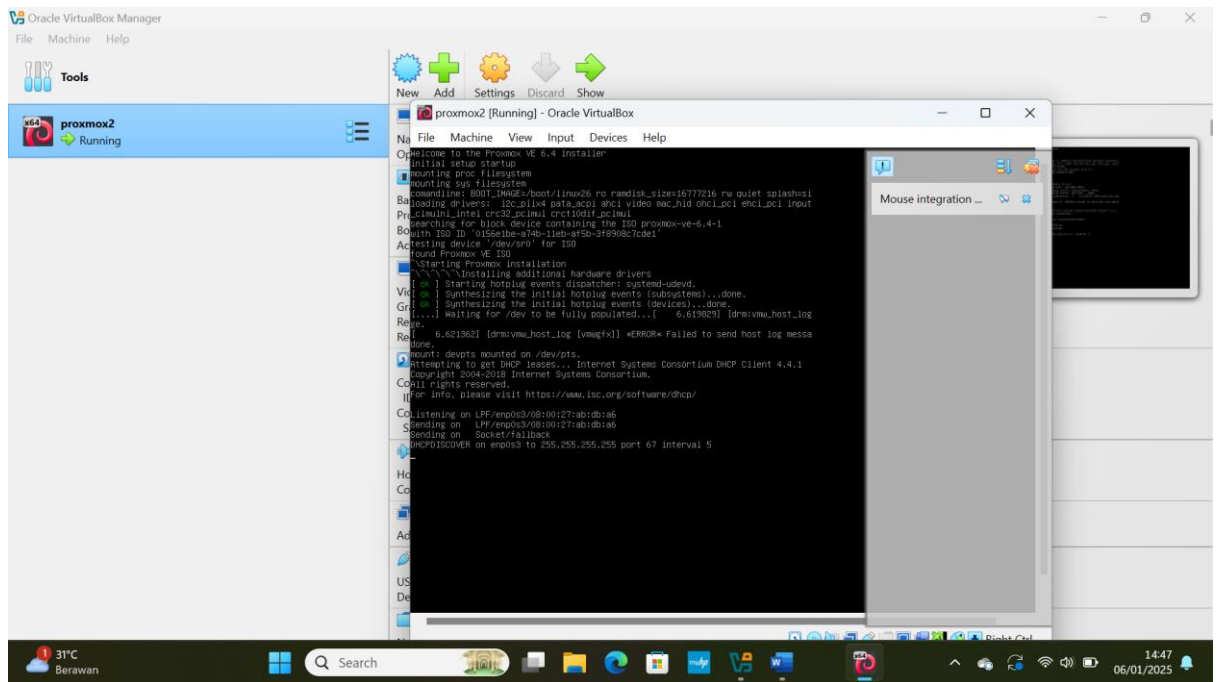 Oracle VirtualBox Manager
File Machine Help
Tools
New Add Settings Discard Show
proxmox2
Running
proxmox2 [Running] - Oracle VirtualBox
File Machine View Input Devices Help
Welcome to the Proxmox VE 6.4 installer
initial setup startup
mounting proc filesystem
mounting sys filesystem
comandline: BOOT_IMAGE=/boot/linux26 ro ramdisk_size=16777216 rw quiet splash=si
loading drivers: i2c_piix4 pata_acpi ahci video mac_hid ohci_pci ehci_pci input
_clmulni_intel crc32_pclmul crct10dif_pclmul
searching for block device containing the ISO proxmox-ve-6.4-1
with ISO ID '0156e1be-a74b-11eb-af5b-3f8908c7cde1'
testing device '/dev/sr0' for ISO
found Proxmox VE ISO
^\Starting Proxmox installation
^\^\^\^\^\Installing additional hardware drivers
[ ok ] Starting hotplug events dispatcher: systemd-udevd.
[ ok ] Synthesizing the initial hotplug events (subsystems)...done.
[ ok ] Synthesizing the initial hotplug events (devices)...done.
[....] Waiting for /dev to be fully populated...[ 6.619829] [drm:vmw_host_log
ge.
[ 6.621362] [drm:vmw_host_log [vmwgfx]] *ERROR* Failed to send host log messa
done.
mount: devpts mounted on /dev/pts.
Attempting to get DHCP leases... Internet Systems Consortium DHCP Client 4.4.1
Copyright 2004-2018 Internet Systems Consortium.
All rights reserved.
For info, please visit https://www.isc.org/software/dhcp/
Listening on LPF/enp0s3/08:00:27:ab:db:a6
Sending on LPF/enp0s3/08:00:27:ab:db:a6
Sending on Socket/fallback
DHCPDISCOVER on enp0s3 to 255.255.255.255 port 67 interval 5
Mouse integration ...
Right Ctrl
1
31°C
Berawan
Search
14:47
06/01/2025